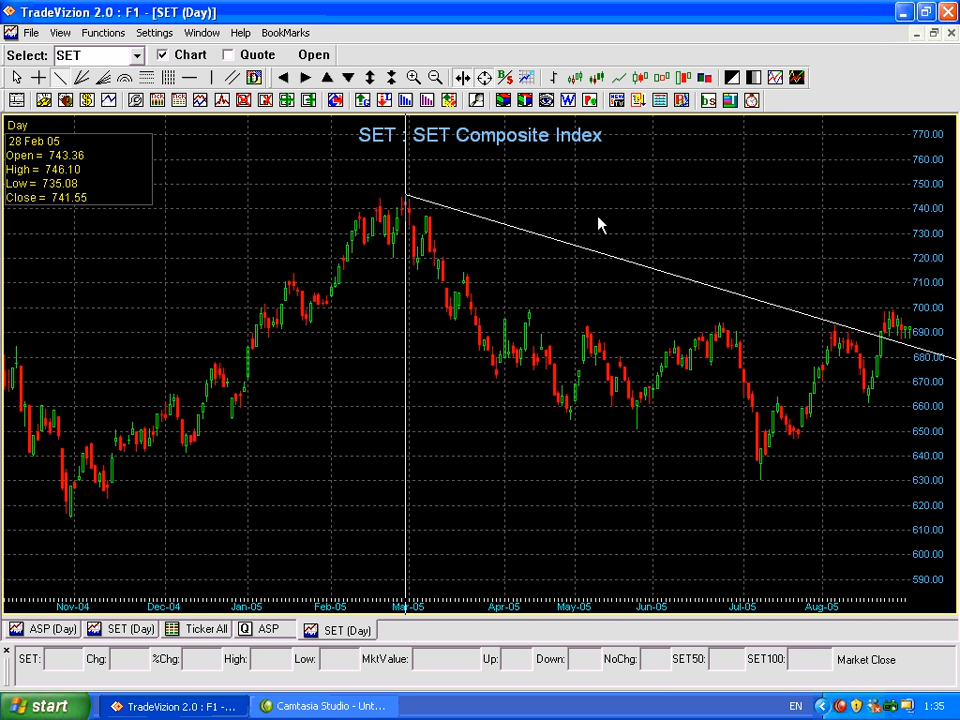 TradeVizion 2.0 : F1 - [SET (Day)]
File View Functions Settings Window Help BookMarks
Select: SET Chart Quote Open
Day
28 Feb 05
Open = 743.36
High = 746.10
Low = 735.08
Close = 741.55
SET : SET Composite Index
770.00
760.00
750.00
740.00
730.00
720.00
710.00
700.00
690.00
680.00
670.00
660.00
650.00
640.00
630.00
620.00
610.00
600.00
590.00
Nov-04 Dec-04 Jan-05 Feb-05 Mar-05 Apr-05 May-05 Jun-05 Jul-05 Aug-05
ASP (Day) SET (Day) Ticker All Q ASP SET (Day)
SET: Chg: %Chg: High: Low: MktValue: Up: Down: NoChg: SET50: SET100: Market Close
start TradeVizion 2.0 : F1 -... Camtasia Studio - Unt... EN 1:35